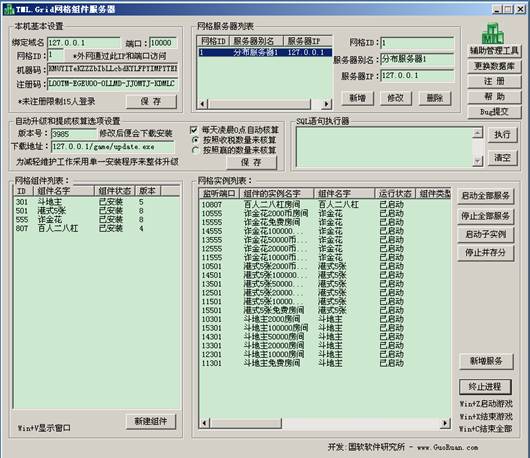 TML.Grid网格组件服务器
本机基本设置
绑定域名 127.0.0.1 端口: 10000
网格ID: 1 *外网通过此IP和端口访问
机器码:
注册码:
*未注册限制15人登录 保 存
网格服务器列表
网格ID 服务器别名 服务器IP
1 分布服务器1 127.0.0.1
网格ID: 1
服务器别名: 分布服务器1
服务器IP: 127.0.0.1
新增 修改 删除
辅助管理工具
更换数据库
注 册
帮 助
Bug提交
自动升级和提成核算选项设置
版本号: 3985 修改后便会下载安装
下载地址: 127.0.0.1/game/update.exe
为减轻维护工作采用单一安装程序来整体升级
每天凌晨0点自动核算
按照收税数量来核算
按照赢的数量来核算
保 存
SQL语句执行器
执行
清空
网格组件列表:
ID 组件名字 组件状态 版本
301 斗地主 已安装 5
501 港式5张 已安装 8
555 诈金花 已安装 8
807 百人二八杠 已安装 4
Win+V显示窗口 新建组件
网格实例列表:
监听端口 组件的实例名字 组件名字 运行状态 组件类型
10807 百人二八杠房间 百人二八杠 已启动
10555 诈金花2000币房间 诈金花 已启动
15555 诈金花免费房间 诈金花 已启动
14555 诈金花100000... 诈金花 已启动
13555 诈金花50000币... 诈金花 已启动
12555 诈金花20000币... 诈金花 已启动
11555 诈金花10000币... 诈金花 已启动
10501 港式5张2000房间 港式5张 已启动
14501 港式5张10000... 港式5张 已启动
13501 港式5张50000... 港式5张 已启动
12501 港式5张20000... 港式5张 已启动
11501 港式5张10000... 港式5张 已启动
15501 港式5张免费房间 港式5张 已启动
10301 斗地主2000房间 斗地主 已启动
15301 斗地主100000房间 斗地主 已启动
14301 斗地主50000房间 斗地主 已启动
13301 斗地主20000房间 斗地主 已启动
12301 斗地主10000房间 斗地主 已启动
11301 斗地主免费房间 斗地主 已启动
启动全部服务
停止全部服务
启动子实例
停止并存分
新增服务
终止进程
Win+Z启动游戏
Win+X结束游戏
Win+C结束全部
开发:国软软件研究所 - www.GuoRuan.com